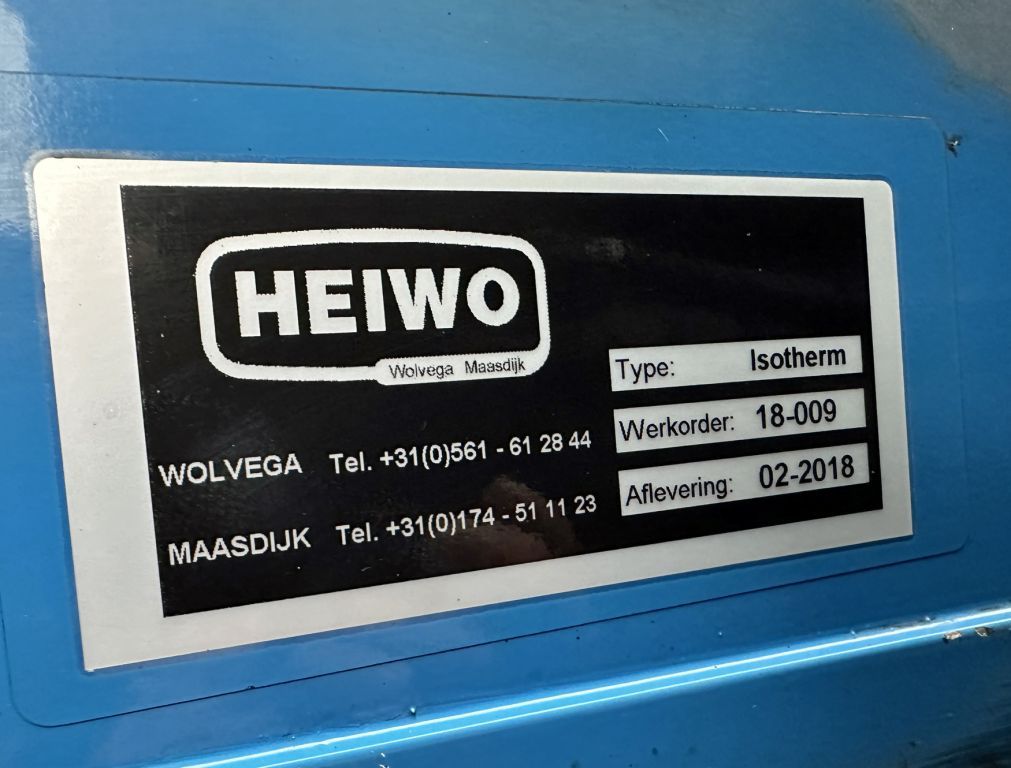 HEIWO
Wolvega Maasdijk
Type: Isotherm
Werkorder: 18-009
Aflevering: 02-2018
WOLVEGA Tel. +31(0)561 - 61 28 44
MAASDIJK Tel. +31(0)174 - 51 11 23